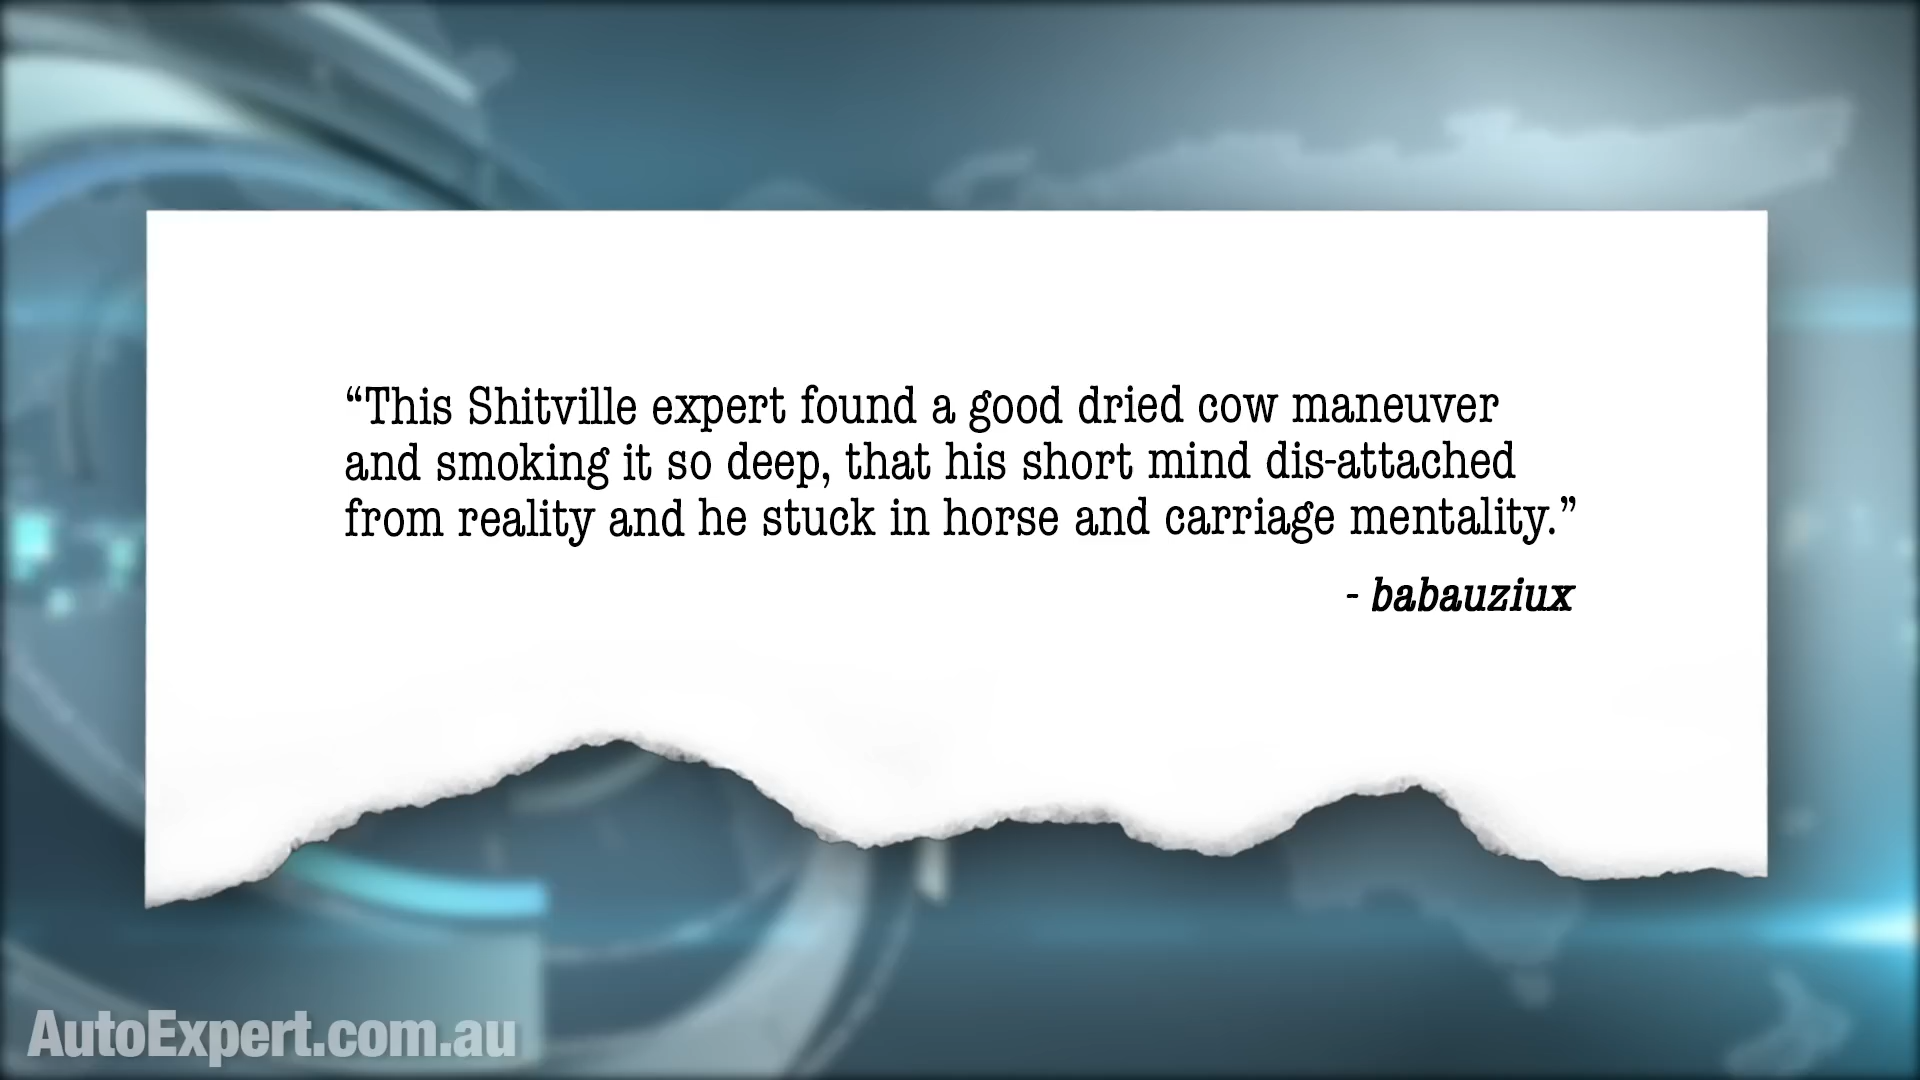 “This Shitville expert found a good dried cow maneuver
and smoking it so deep, that his short mind dis-attached
from reality and he stuck in horse and carriage mentality.”
- babauziux
AutoExpert.com.au